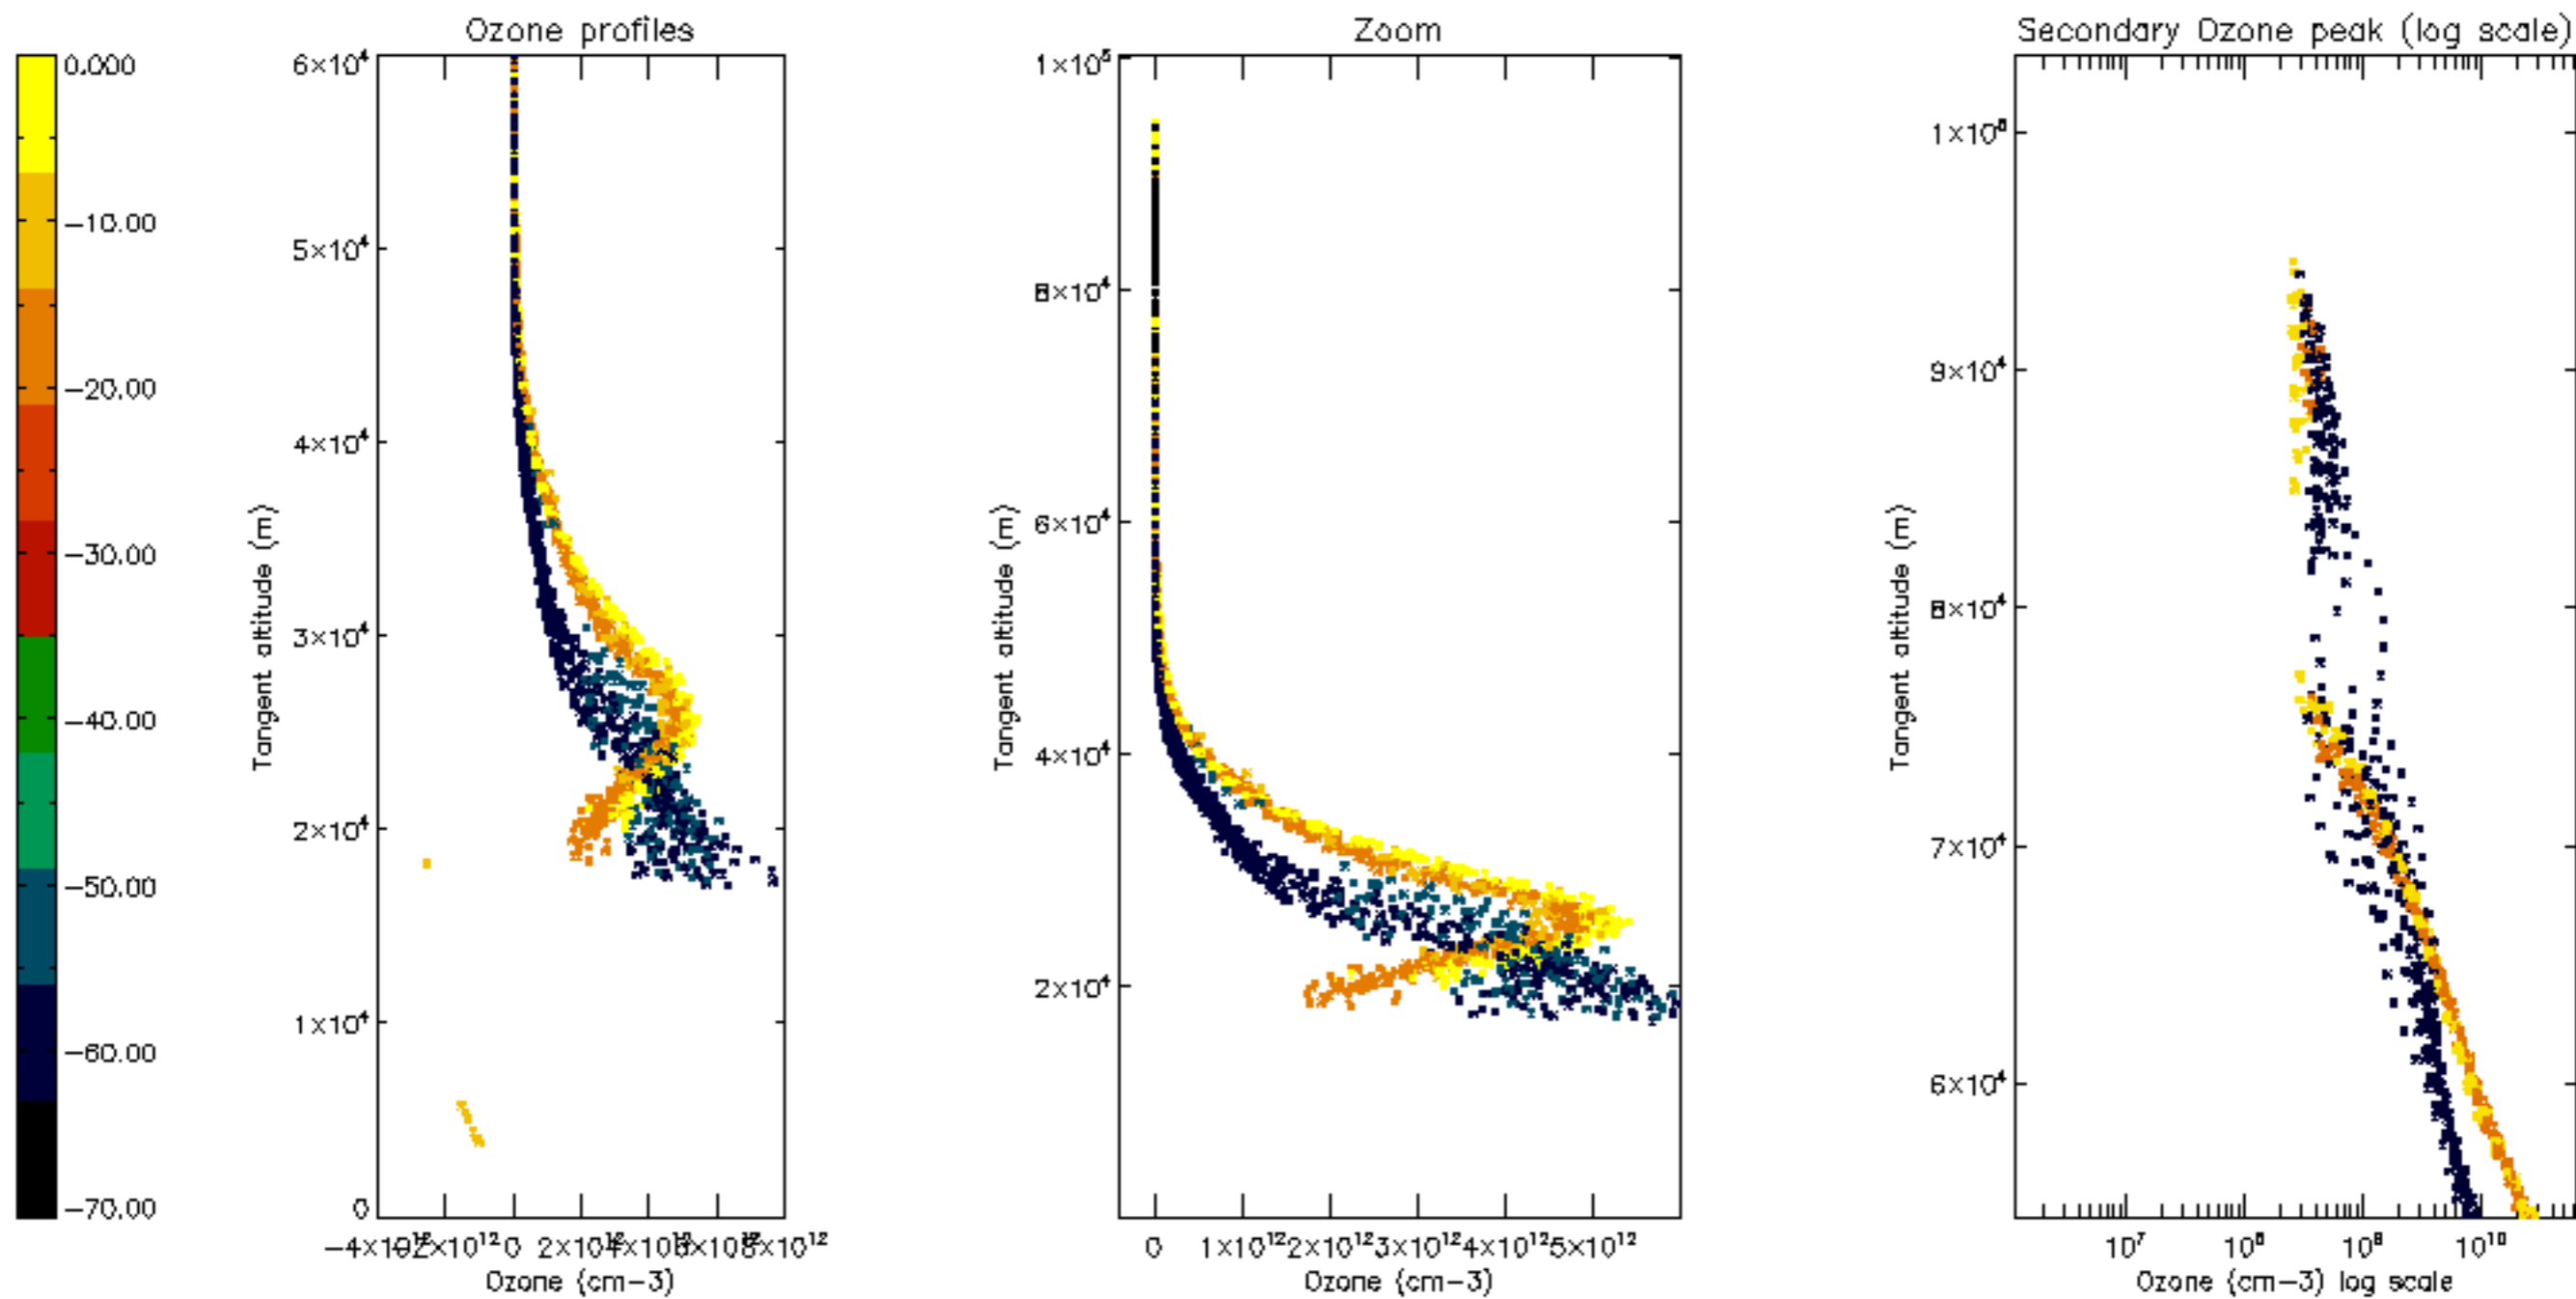 Ozone profiles
Zoom
Secondary Ozone peak (log scale)
0.000
-10.00
-20.00
-30.00
-40.00
-50.00
-60.00
-70.00
6×10⁴
5×10⁴
4×10⁴
3×10⁴
2×10⁴
1×10⁴
0
Tangent altitude (m)
0
Ozone (cm-3)
1×10⁵
8×10⁴
6×10⁴
4×10⁴
2×10⁴
Tangent altitude (m)
0 1×10¹² 2×10¹² 3×10¹² 4×10¹² 5×10¹²
Ozone (cm-3)
9×10⁴
8×10⁴
7×10⁴
6×10⁴
Tangent altitude (m)
10⁷ 10⁸ 10⁹ 10¹⁰
Ozone (cm-3) log scale